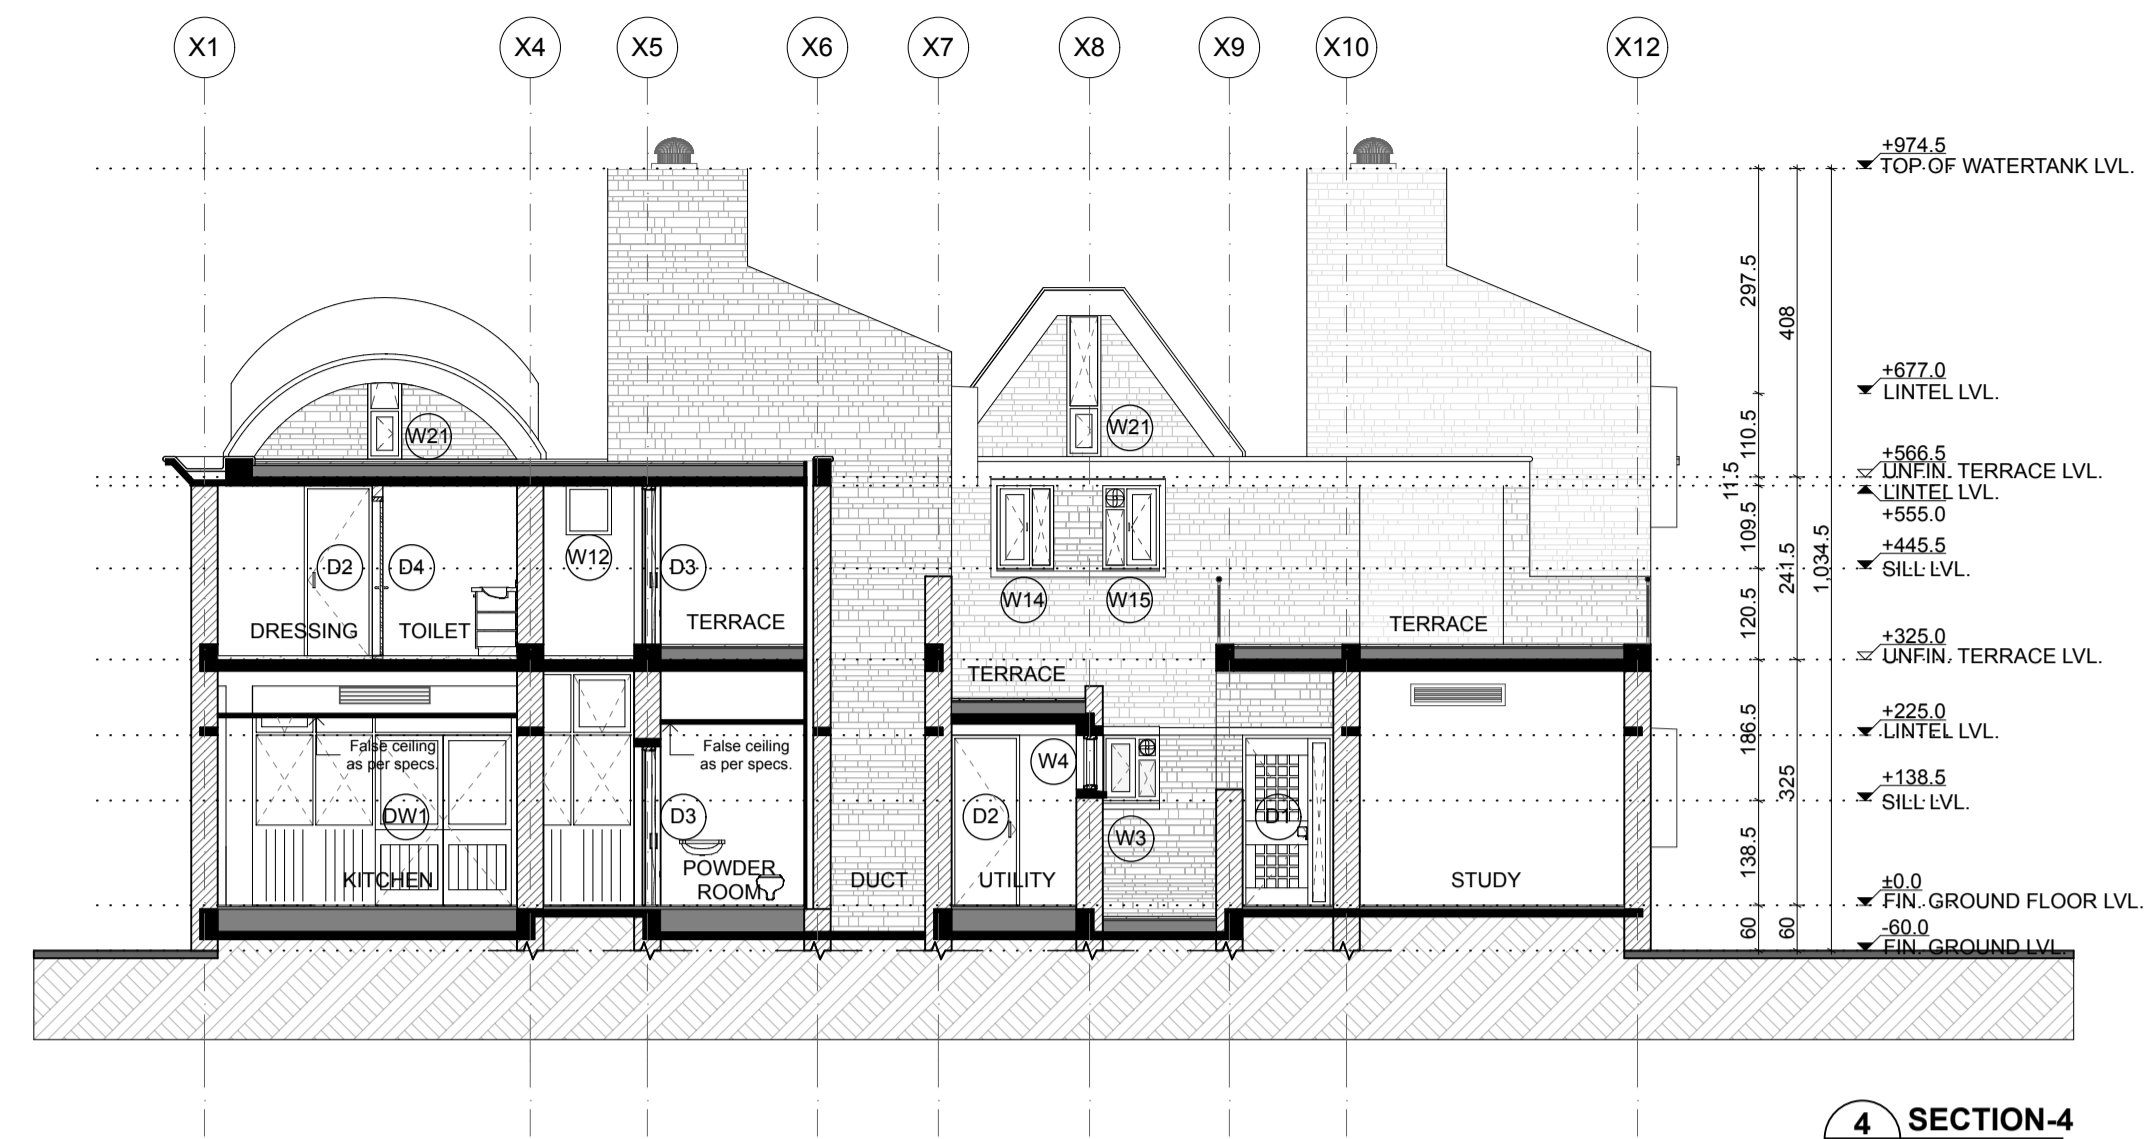 X1 X4 X5 X6 X7 X8 X9 X10 X12
+974.5
TOP OF WATERTANK LVL.
297.5
408
+677.0
LINTEL LVL.
110.5
W21
W21
+566.5
UNFIN. TERRACE LVL.
11.5
LINTEL LVL.
+555.0
109.5
241.5
1,034.5
W12
D2
D4
D3
+445.5
SILL LVL.
W14
W15
120.5
DRESSING
TOILET
TERRACE
TERRACE
+325.0
UNFIN. TERRACE LVL.
TERRACE
186.5
325
+225.0
LINTEL LVL.
False ceiling
as per specs.
False ceiling
as per specs.
W4
+138.5
SILL LVL.
DW1
D3
D2
D1
W3
138.5
KITCHEN
POWDER
ROOM
DUCT
UTILITY
STUDY
±0.0
FIN. GROUND FLOOR LVL.
60
60
-60.0
FIN. GROUND LVL.
4 SECTION-4